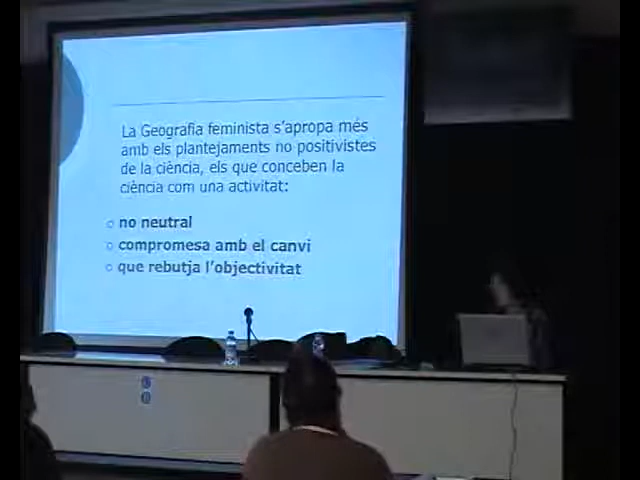 La Geografia feminista s'apropa més
amb els plantejaments no positivistes
de la ciència, els que conceben la
ciència com una activitat:
no neutral
compromesa amb el canvi
que rebutja l'objectivitat